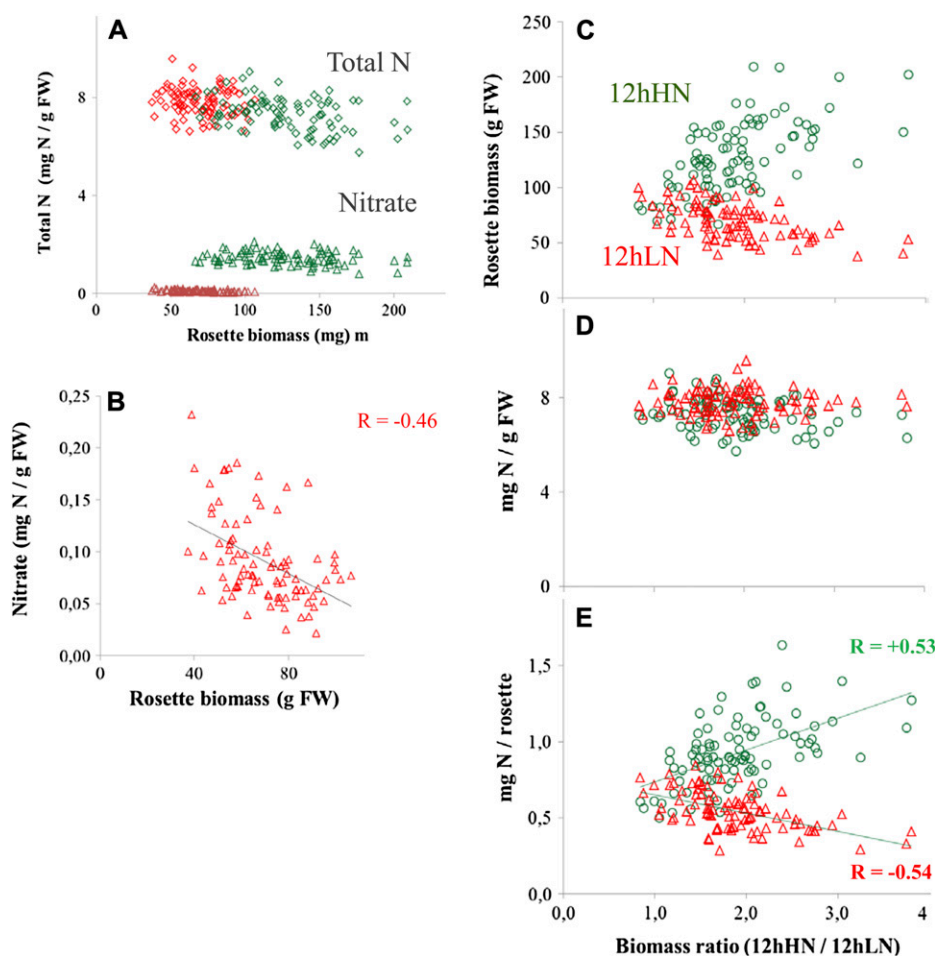 A
Total N
Nitrate
Total N (mg N / g FW)
8
4
0
0
50
100
150
200
Rosette biomass (mg) m
B
R = -0.46
Nitrate (mg N / g FW)
0,25
0,20
0,15
0,10
0,05
0,00
40
80
Rosette biomass (g FW)
C
12hHN
12hLN
Rosette biomass (g FW)
250
200
150
100
50
0
D
mg N / g FW
8
4
0
E
R = +0.53
R = -0.54
mg N / rosette
1,5
1,0
0,5
0,0
0,0
1,0
2,0
3,0
4
Biomass ratio (12hHN / 12hLN)